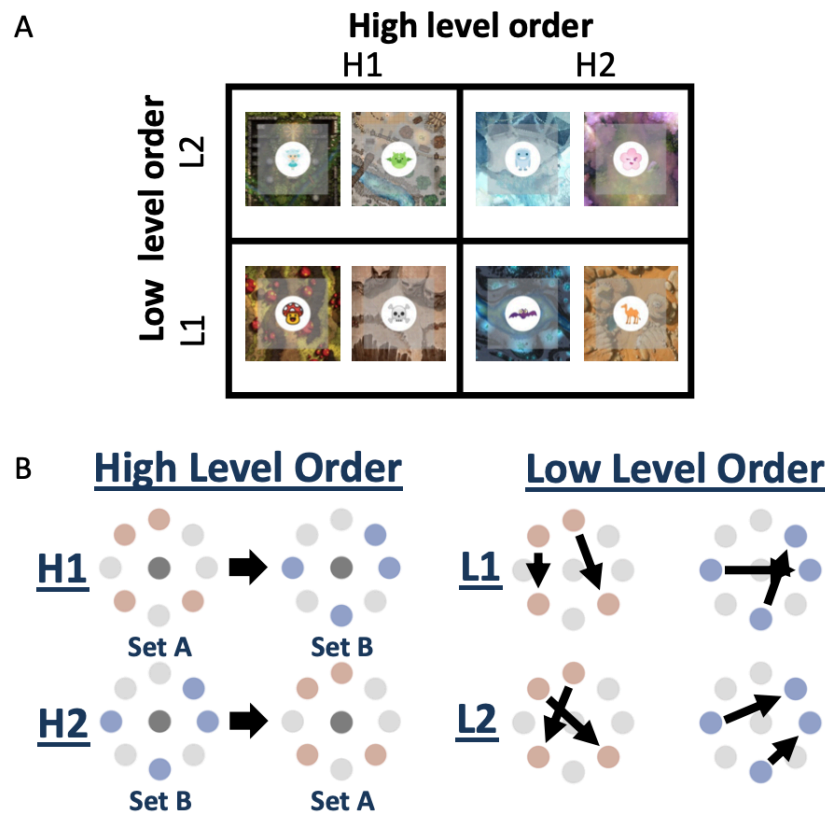 A
High level order
H1 H2
Low level order
L2
L1
B
High Level Order Low Level Order
H1 L1
Set A Set B
H2 L2
Set B Set A